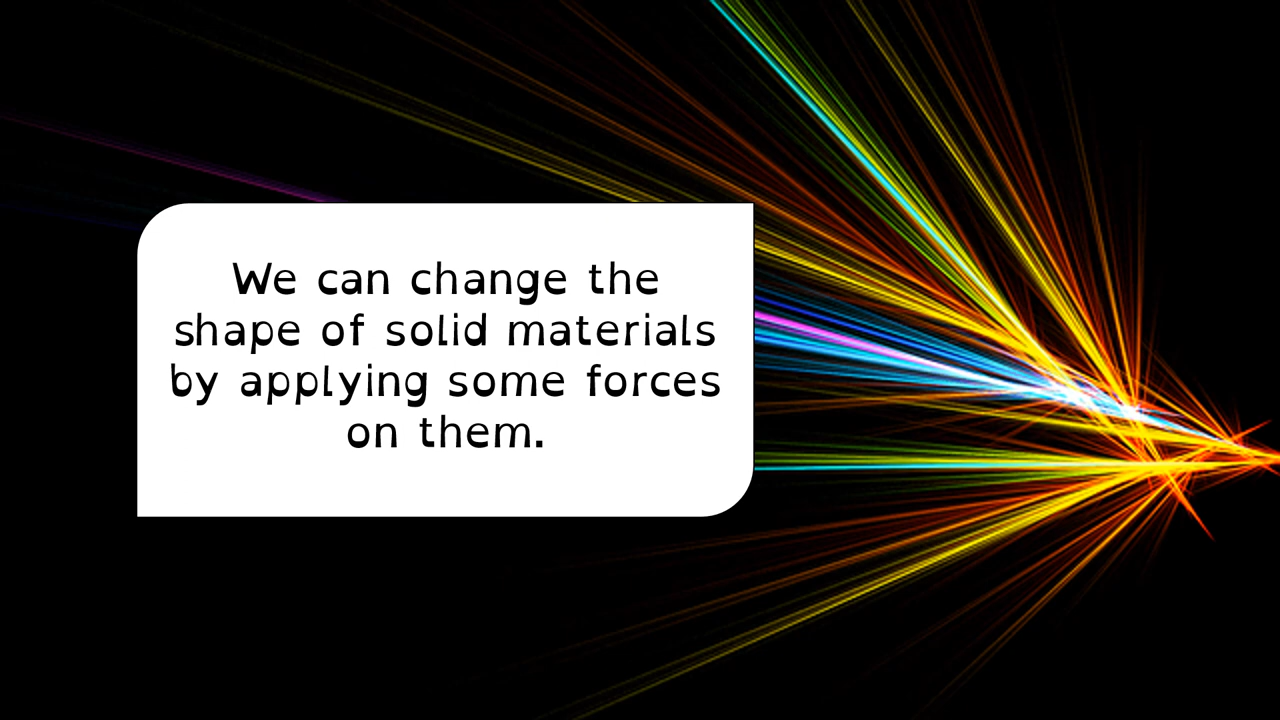 We can change the
shape of solid materials
by applying some forces
on them.